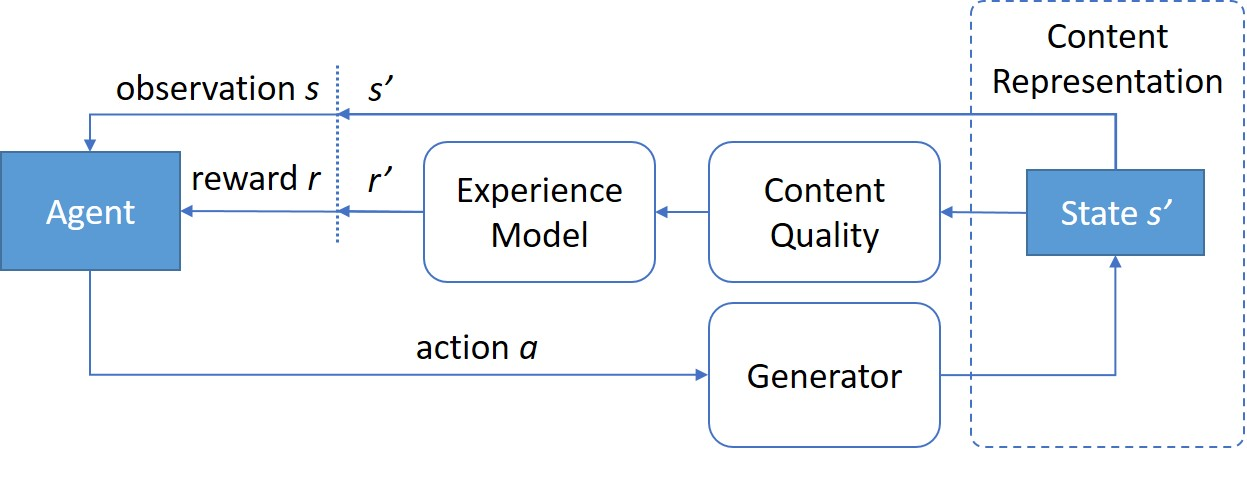 Content
Representation
observation s
s’
reward r
r’
Agent
Experience
Model
Content
Quality
State s’
action a
Generator